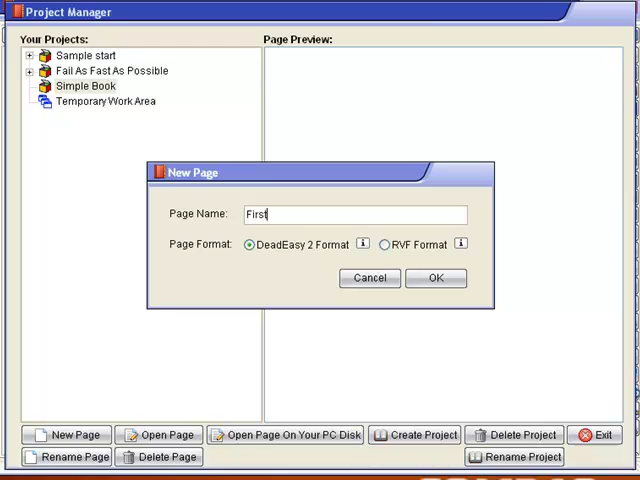 Project Manager
Your Projects:
Page Preview:
Sample start
Fail As Fast As Possible
Simple Book
Temporary Work Area
New Page
Page Name: First
Page Format: DeadEasy 2 Format i RVF Format i
Cancel OK
New Page Open Page Open Page On Your PC Disk Create Project Delete Project Exit
Rename Page Delete Page Rename Project